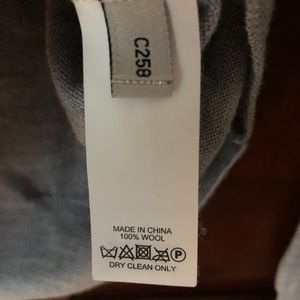 C258
MADE IN CHINA
100% WOOL
P
DRY CLEAN ONLY